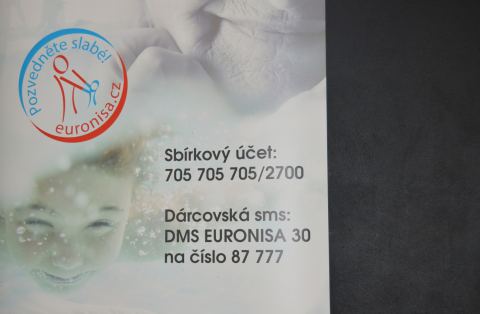 Pozvedněte slabé!
euronisa.cz
Sbírkový účet:
705 705 705/2700
Dárcovská sms:
DMS EURONISA 30
na číslo 87 777